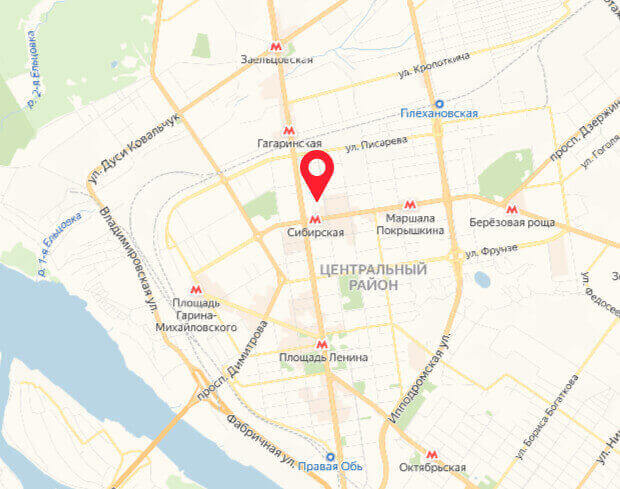 р. 2-я Ельцовка
Заельцовская
ул. Кропоткина
Плехановская
просп. Дзержин
ул. Гоголя
ул. Дуси Ковальчук
Гагаринская
ул. Писарева
р. 1-я Ельцовка
Владимировская ул.
Сибирская
Маршала
Покрышкина
Берёзовая роща
ул. Фрунзе
ЦЕНТРАЛЬНЫЙ
РАЙОН
ул. Федосее
Площадь
Гарина-
Михайловского
просп. Димитрова
Площадь Ленина
Ипподромская ул.
ул. Бориса Богаткова
Фабричная ул.
Правая Обь
Октябрьская